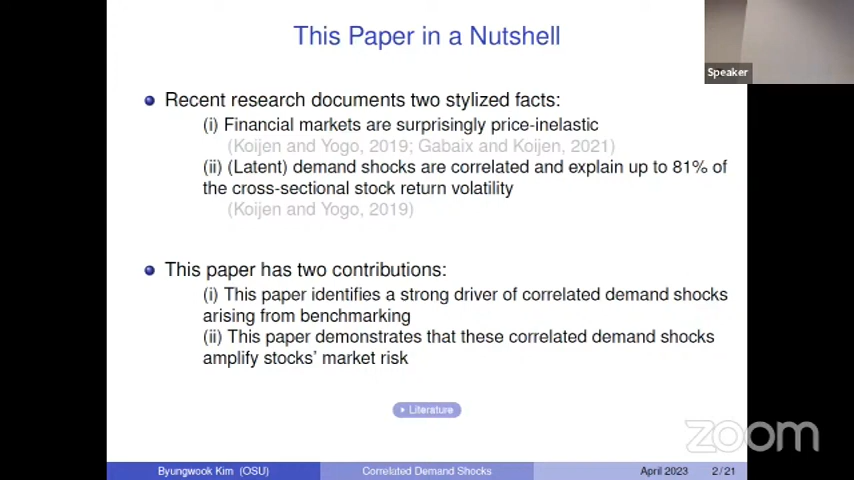 This Paper in a Nutshell
Speaker
Recent research documents two stylized facts:
(i) Financial markets are surprisingly price-inelastic
(Koijen and Yogo, 2019; Gabaix and Koijen, 2021)
(ii) (Latent) demand shocks are correlated and explain up to 81% of
the cross-sectional stock return volatility
(Koijen and Yogo, 2019)
This paper has two contributions:
(i) This paper identifies a strong driver of correlated demand shocks
arising from benchmarking
(ii) This paper demonstrates that these correlated demand shocks
amplify stocks' market risk
Literature
zoom
Byungwook Kim (OSU) Correlated Demand Shocks April 2023 2 / 21